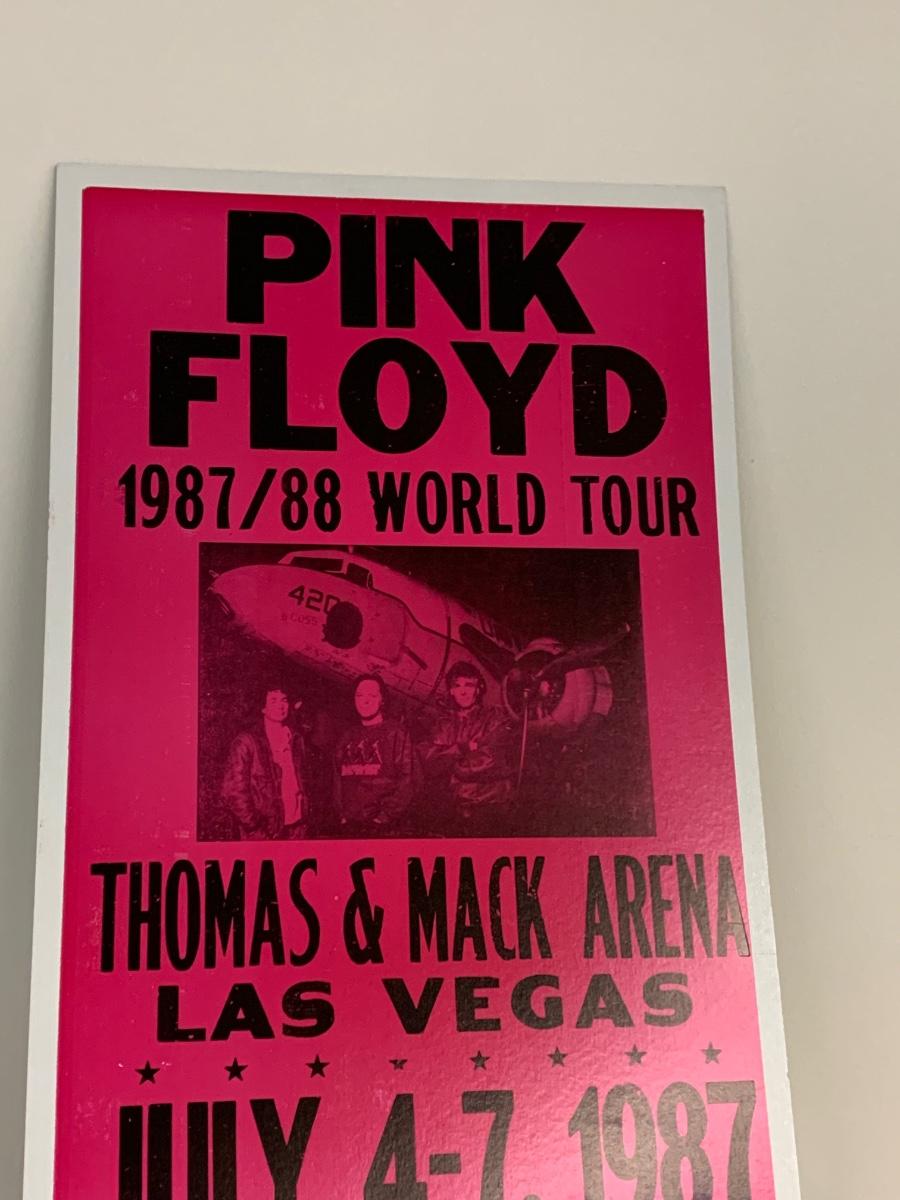 PINK
FLOYD
1987/88 WORLD TOUR
420
THOMAS & MACK ARENA
LAS VEGAS
JULY 4-7, 1987